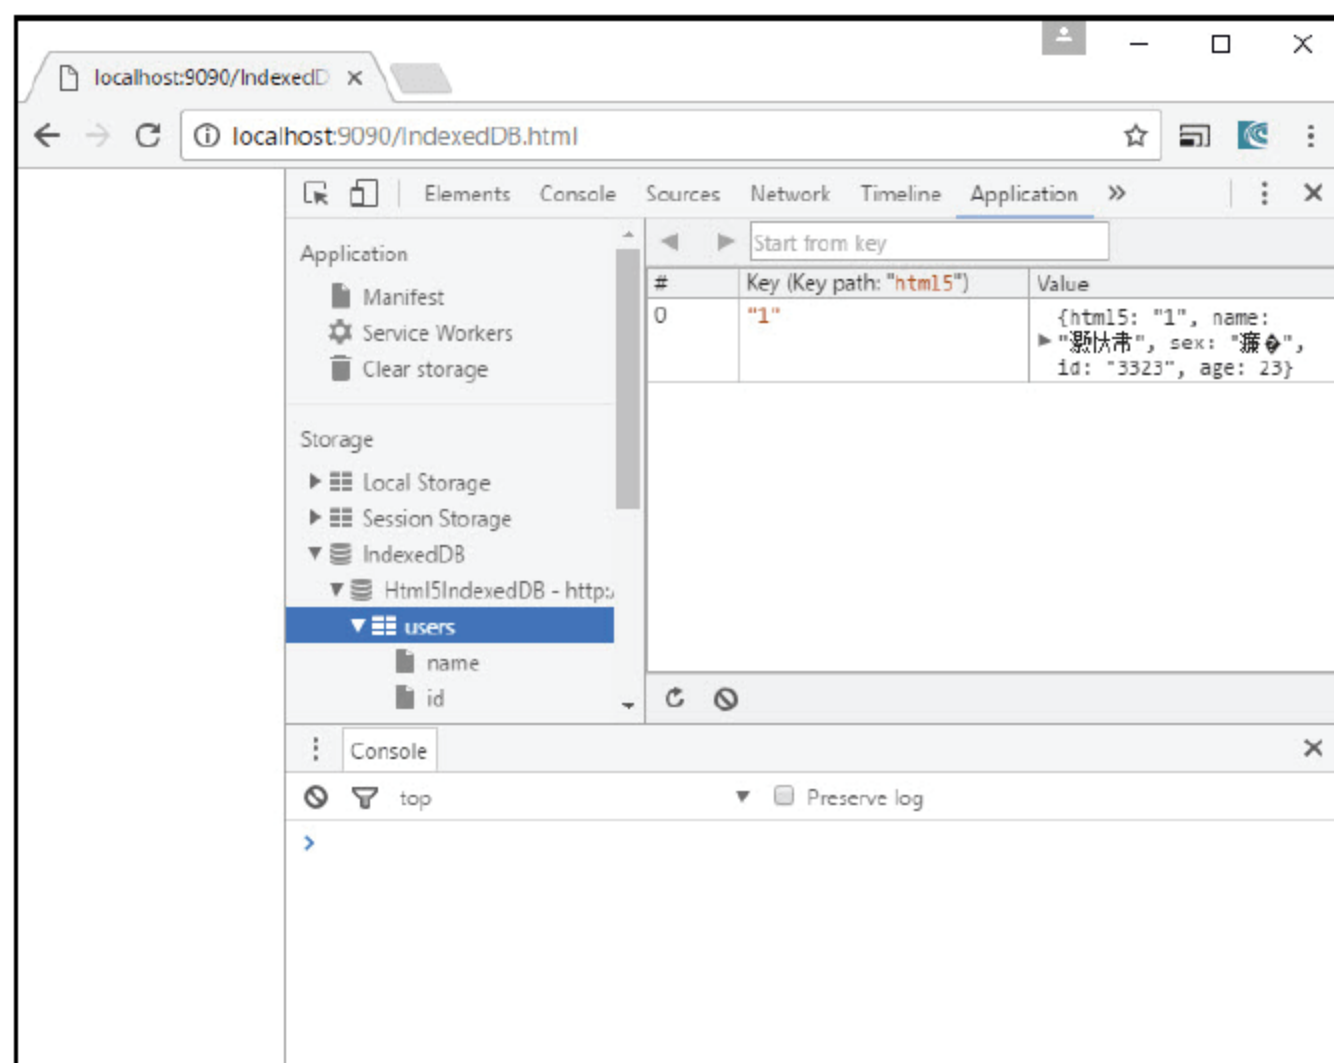 localhost:9090/IndexedD
localhost:9090/IndexedDB.html
Elements Console Sources Network Timeline Application »
Application
Manifest
Service Workers
Clear storage
Storage
Local Storage
Session Storage
IndexedDB
Html5IndexedDB - http:/
users
name
id
Start from key
# Key (Key path: "html5") Value
0 "1" {html5: "1", name:
sex:
id: "3323", age: 23}
Console
top Preserve log